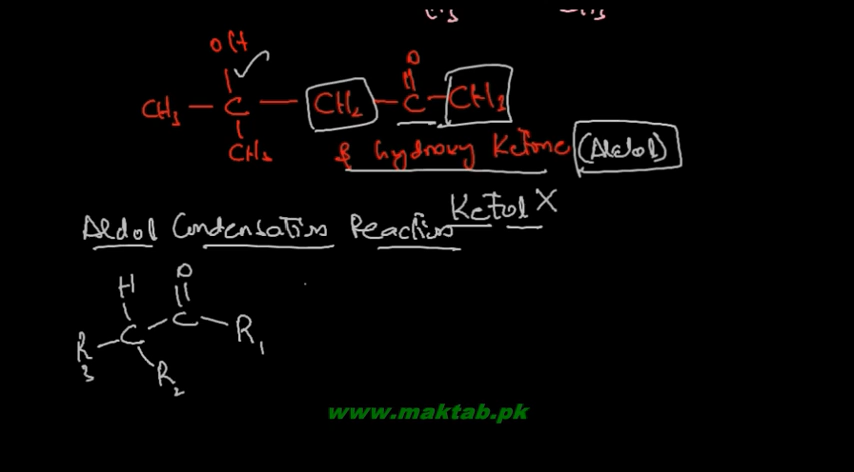 OH
O
CH3 — C — CH2 — C — CH3
CH3
β hydroxy Ketone (Aldol)
Ketol X
Aldol Condensation Reaction
H O
R3 — C — C — R1
R2
www.maktab.pk